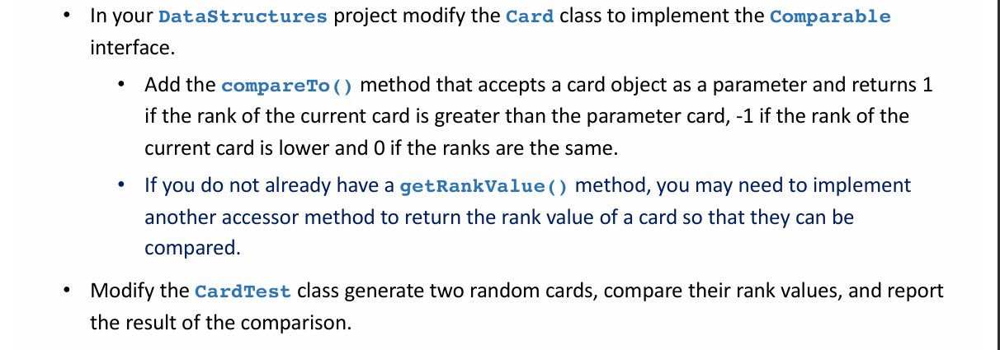 • In your DataStructures project modify the Card class to implement the Comparable
interface.
• Add the compareTo() method that accepts a card object as a parameter and returns 1
if the rank of the current card is greater than the parameter card, -1 if the rank of the
current card is lower and 0 if the ranks are the same.
• If you do not already have a getRankValue() method, you may need to implement
another accessor method to return the rank value of a card so that they can be
compared.
• Modify the CardTest class generate two random cards, compare their rank values, and report
the result of the comparison.